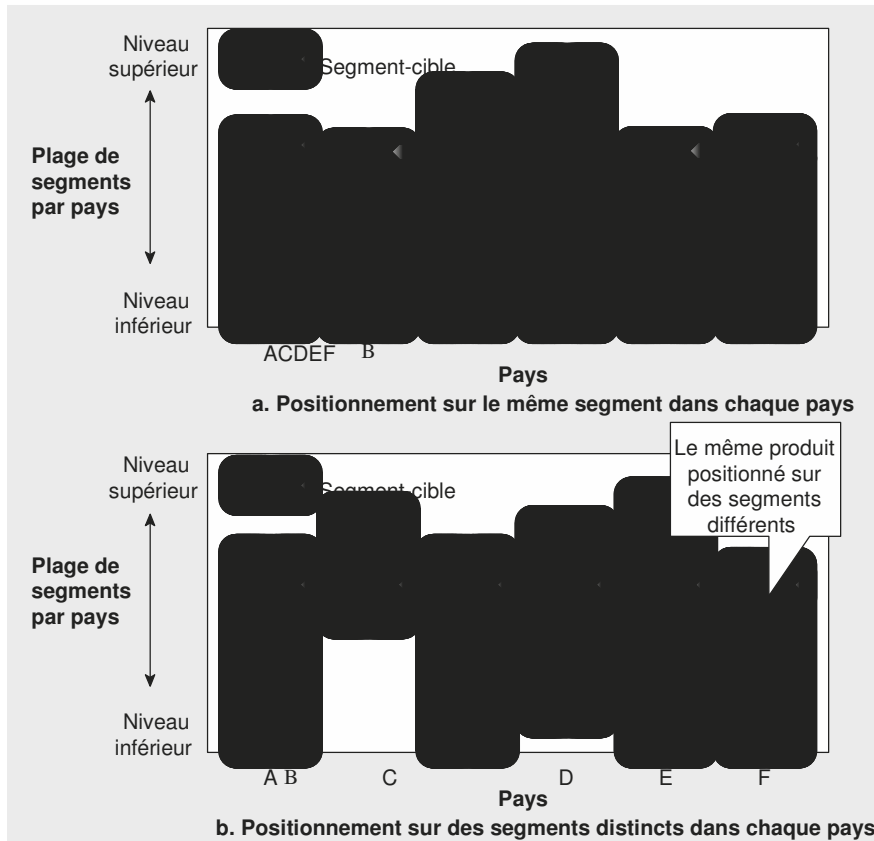 Niveau
supérieur
Segment-cible
Plage de
segments
par pays
Niveau
inférieur
ACDEF B
Pays
a. Positionnement sur le même segment dans chaque pays
Le même produit
positionné sur
des segments
différents
Niveau
supérieur
Segment-cible
Plage de
segments
par pays
Niveau
inférieur
A B C D E F
Pays
b. Positionnement sur des segments distincts dans chaque pays